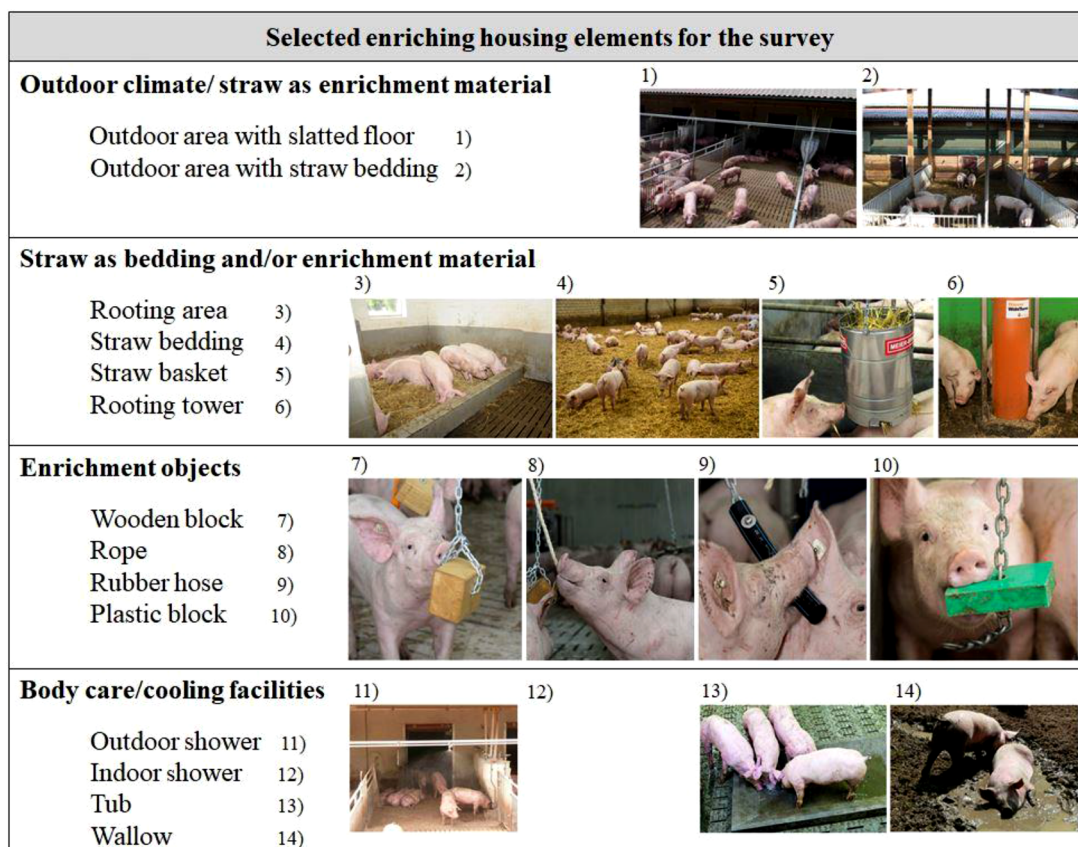 Selected enriching housing elements for the survey
Outdoor climate/ straw as enrichment material
1)
2)
Outdoor area with slatted floor 1)
Outdoor area with straw bedding 2)
Straw as bedding and/or enrichment material
3)
4)
5)
6)
Rooting area 3)
Straw bedding 4)
Straw basket 5)
Rooting tower 6)
MEIER-
Enrichment objects
7)
8)
9)
10)
Wooden block 7)
Rope 8)
Rubber hose 9)
Plastic block 10)
Body care/cooling facilities
11)
12)
13)
14)
Outdoor shower 11)
Indoor shower 12)
Tub 13)
Wallow 14)